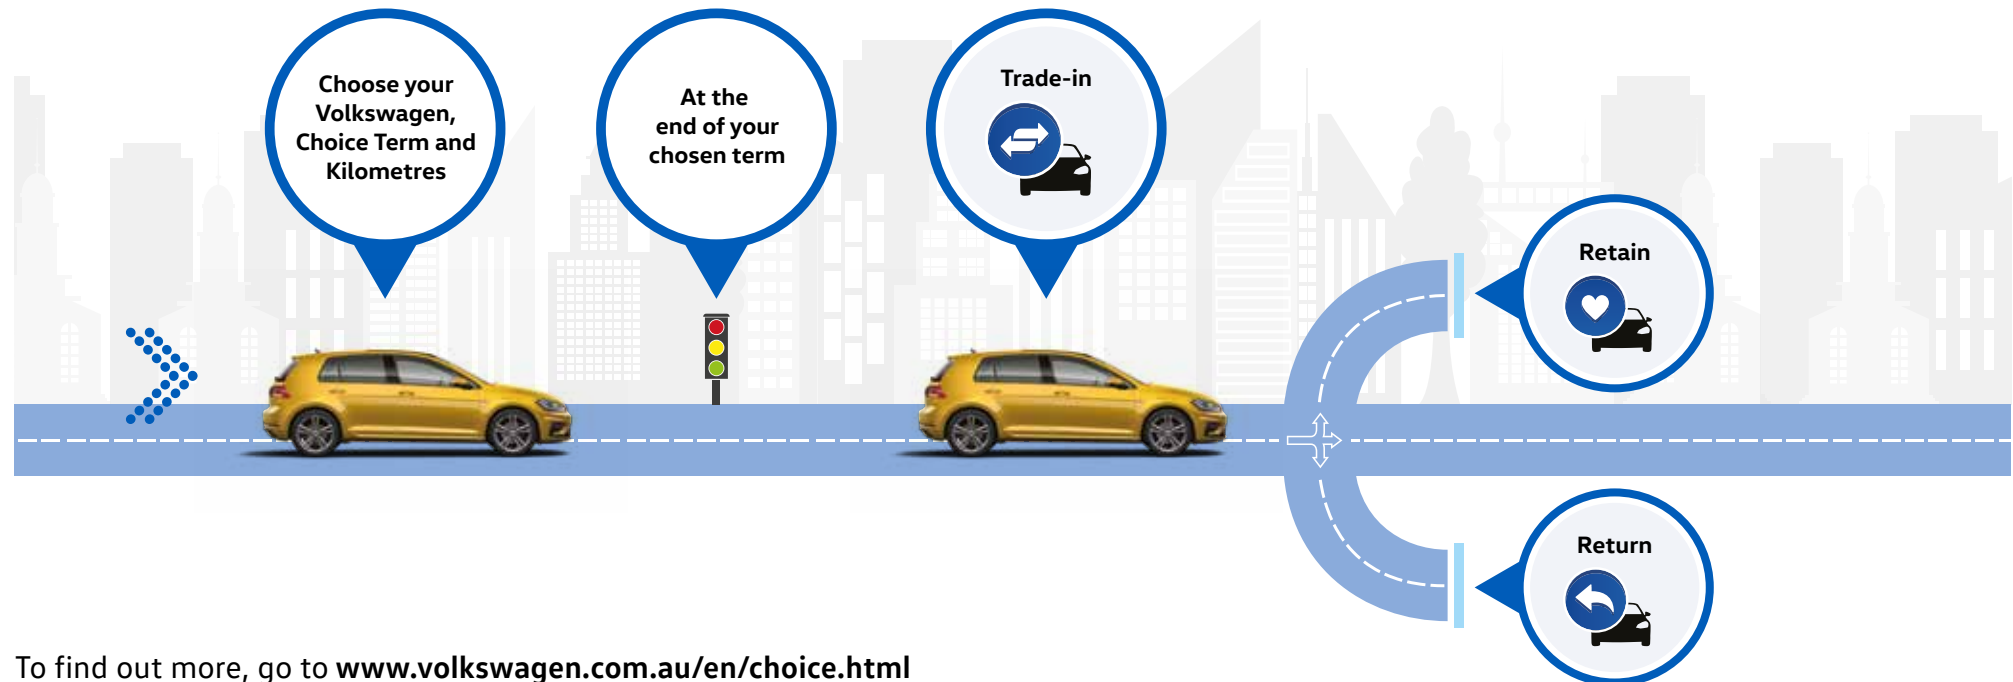 Choose your
Volkswagen,
Choice Term and
Kilometres
At the
end of your
chosen term
Trade-in
Retain
Return
To find out more, go to www.volkswagen.com.au/en/choice.html